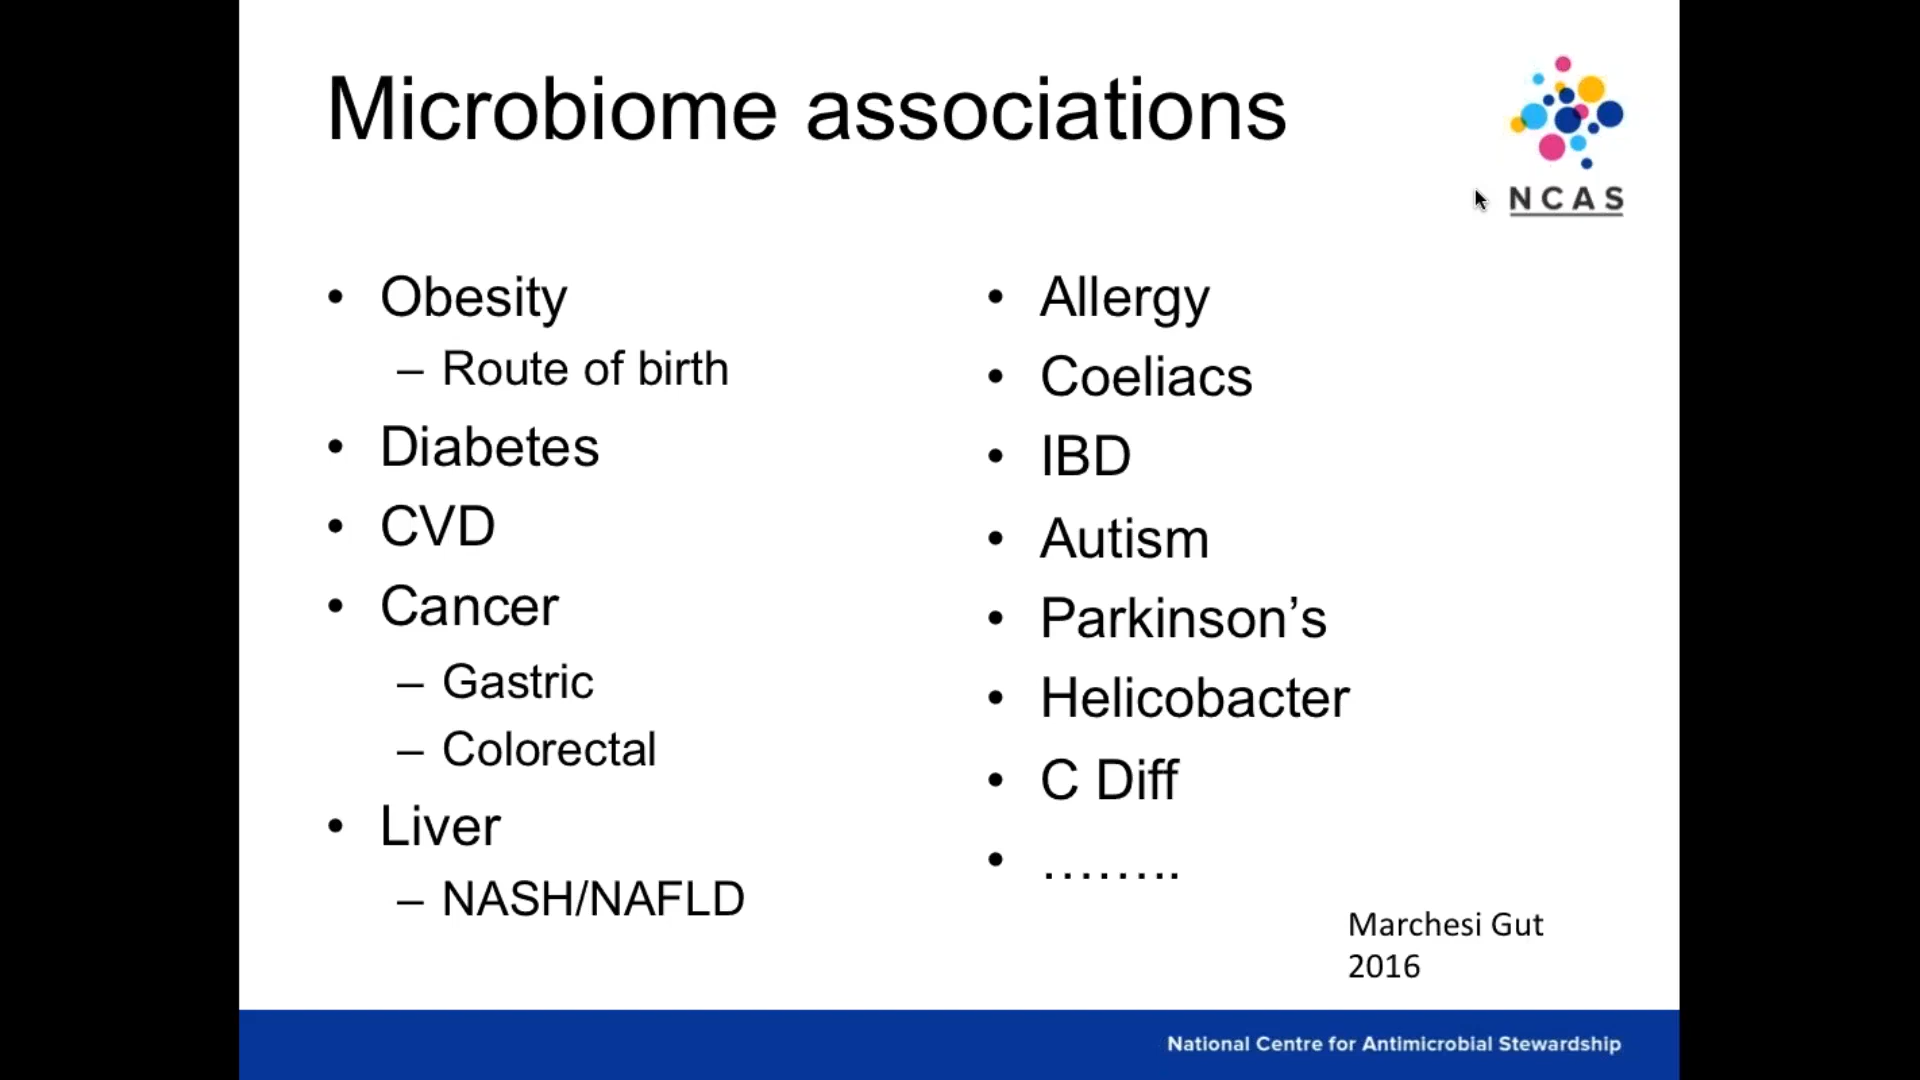 Microbiome associations
NCAS
• Obesity
– Route of birth
• Diabetes
• CVD
• Cancer
– Gastric
– Colorectal
• Liver
– NASH/NAFLD
• Allergy
• Coeliacs
• IBD
• Autism
• Parkinson’s
• Helicobacter
• C Diff
• ……..
Marchesi Gut
2016
National Centre for Antimicrobial Stewardship